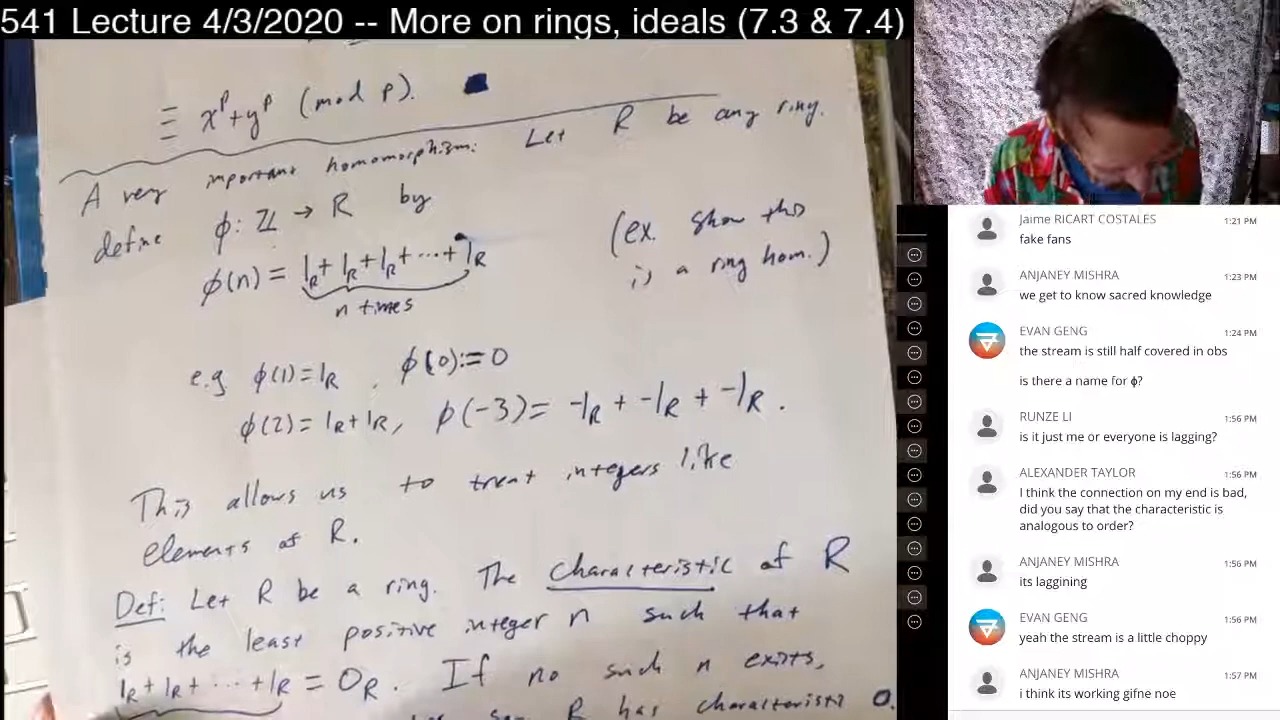 541 Lecture 4/3/2020 -- More on rings, ideals (7.3 & 7.4)
≡ x^p + y^p (mod p). ■
A very important homomorphism: Let R be any ring.
define φ: ℤ → R by
φ(n) = 1_R + 1_R + 1_R + ... + 1_R
n times
(ex. show this
is a ring hom.)
e.g φ(1) = 1_R , φ(0) := 0
φ(2) = 1_R + 1_R, φ(-3) = -1_R + -1_R + -1_R .
This allows us to treat integers like
elements of R.
Def: Let R be a ring. The characteristic of R
is the least positive integer n such that
1_R + 1_R + ... + 1_R = 0_R. If no such n exists,
say R has characteristic 0.
Jaime RICART COSTALES 1:21 PM
fake fans
ANJANEY MISHRA 1:23 PM
we get to know sacred knowledge
EVAN GENG 1:24 PM
the stream is still half covered in obs
is there a name for φ?
RUNZE LI 1:56 PM
is it just me or everyone is lagging?
ALEXANDER TAYLOR 1:56 PM
I think the connection on my end is bad,
did you say that the characteristic is
analogous to order?
ANJANEY MISHRA 1:56 PM
its laggining
EVAN GENG 1:56 PM
yeah the stream is a little choppy
ANJANEY MISHRA 1:57 PM
i think its working gifne noe